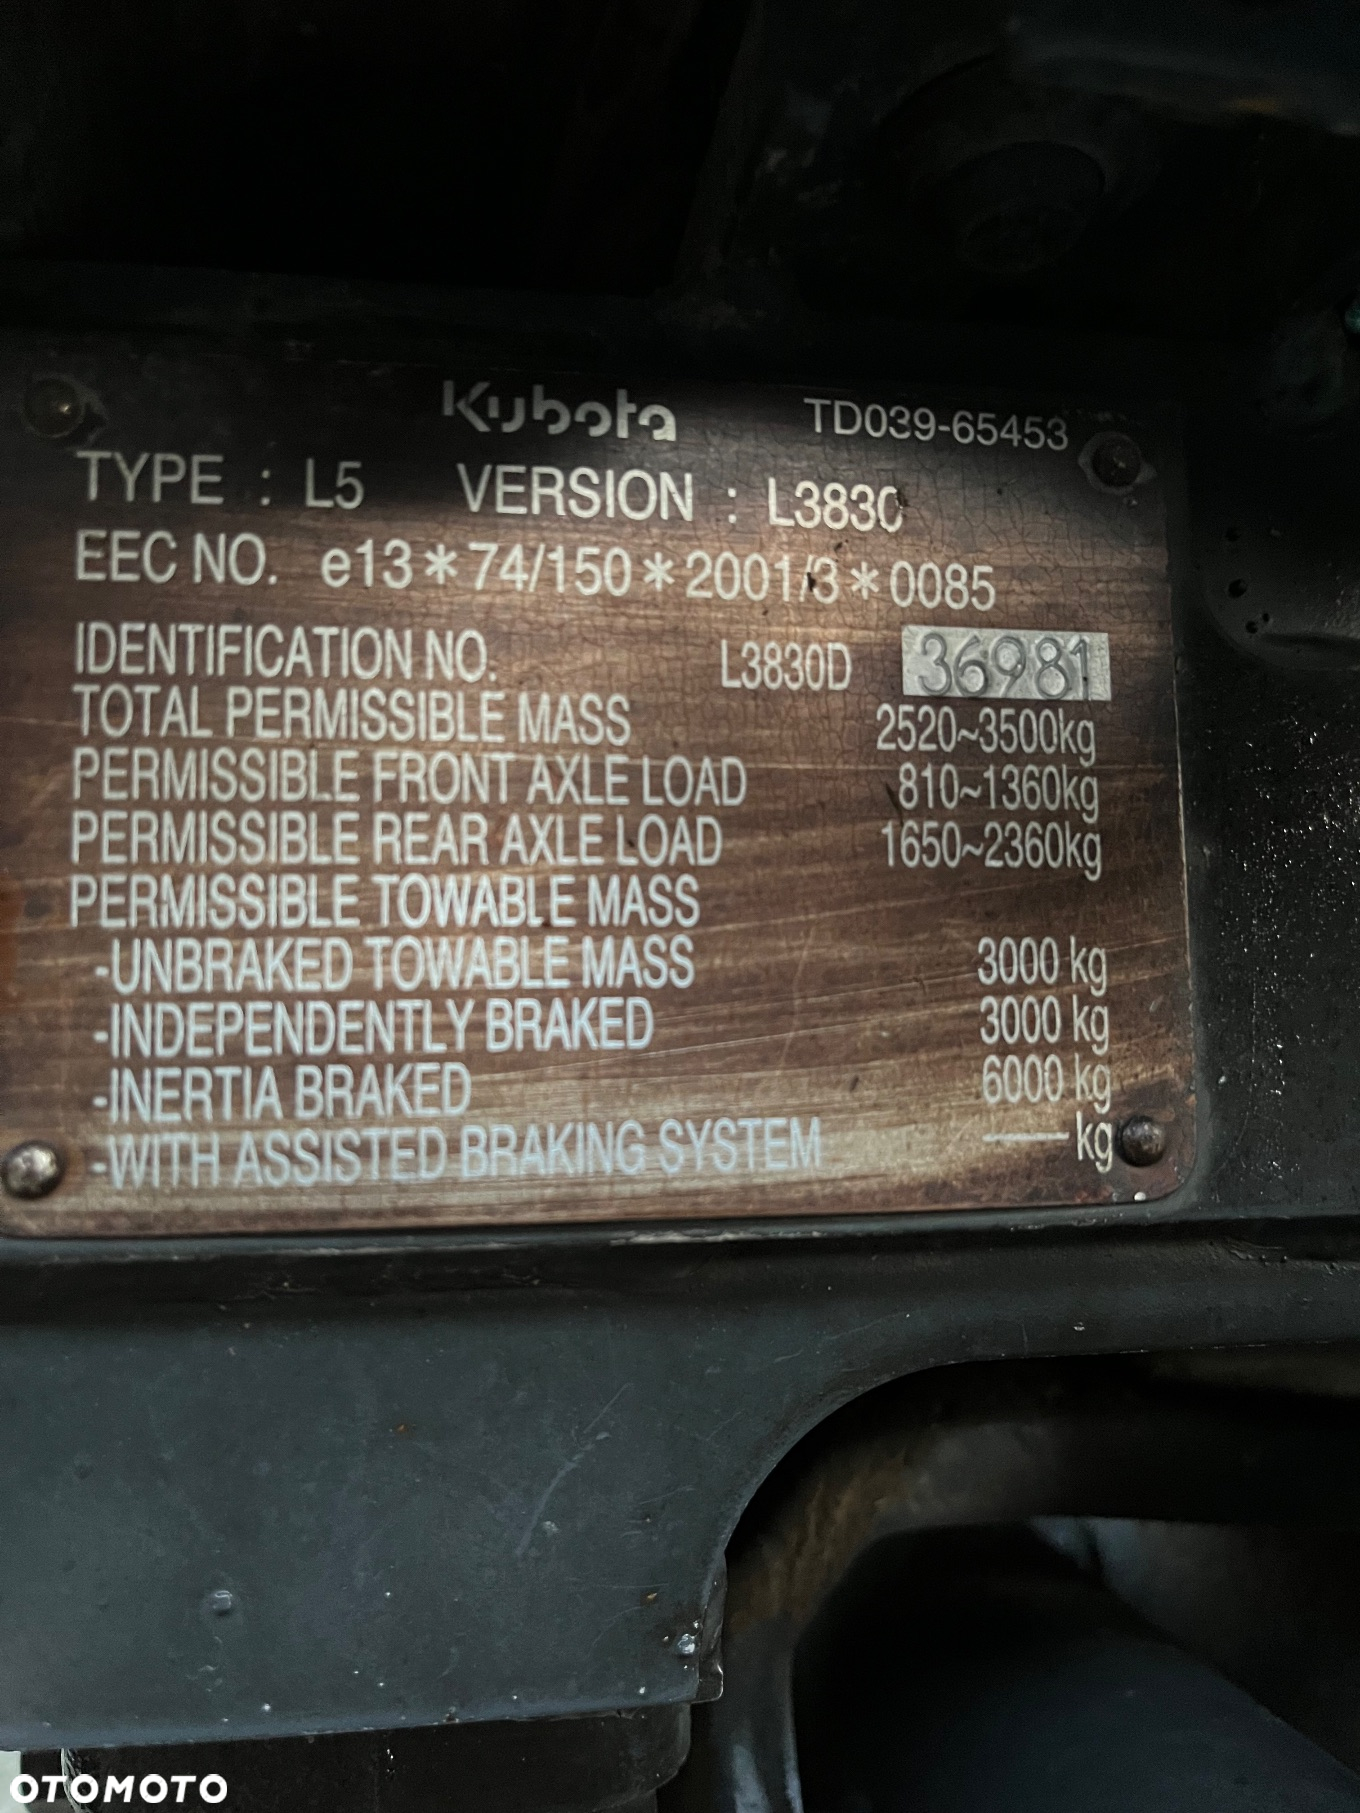 Kubota TD039-65453
TYPE : L5 VERSION : L3830
EEC NO. e13*74/150*2001/3*0085
IDENTIFICATION NO. L3830D 36981
TOTAL PERMISSIBLE MASS 2520~3500kg
PERMISSIBLE FRONT AXLE LOAD 810~1360kg
PERMISSIBLE REAR AXLE LOAD 1650~2360kg
PERMISSIBLE TOWABLE MASS
-UNBRAKED TOWABLE MASS 3000 kg
-INDEPENDENTLY BRAKED 3000 kg
-INERTIA BRAKED 6000 kg
-WITH ASSISTED BRAKING SYSTEM — kg
OTOMOTO